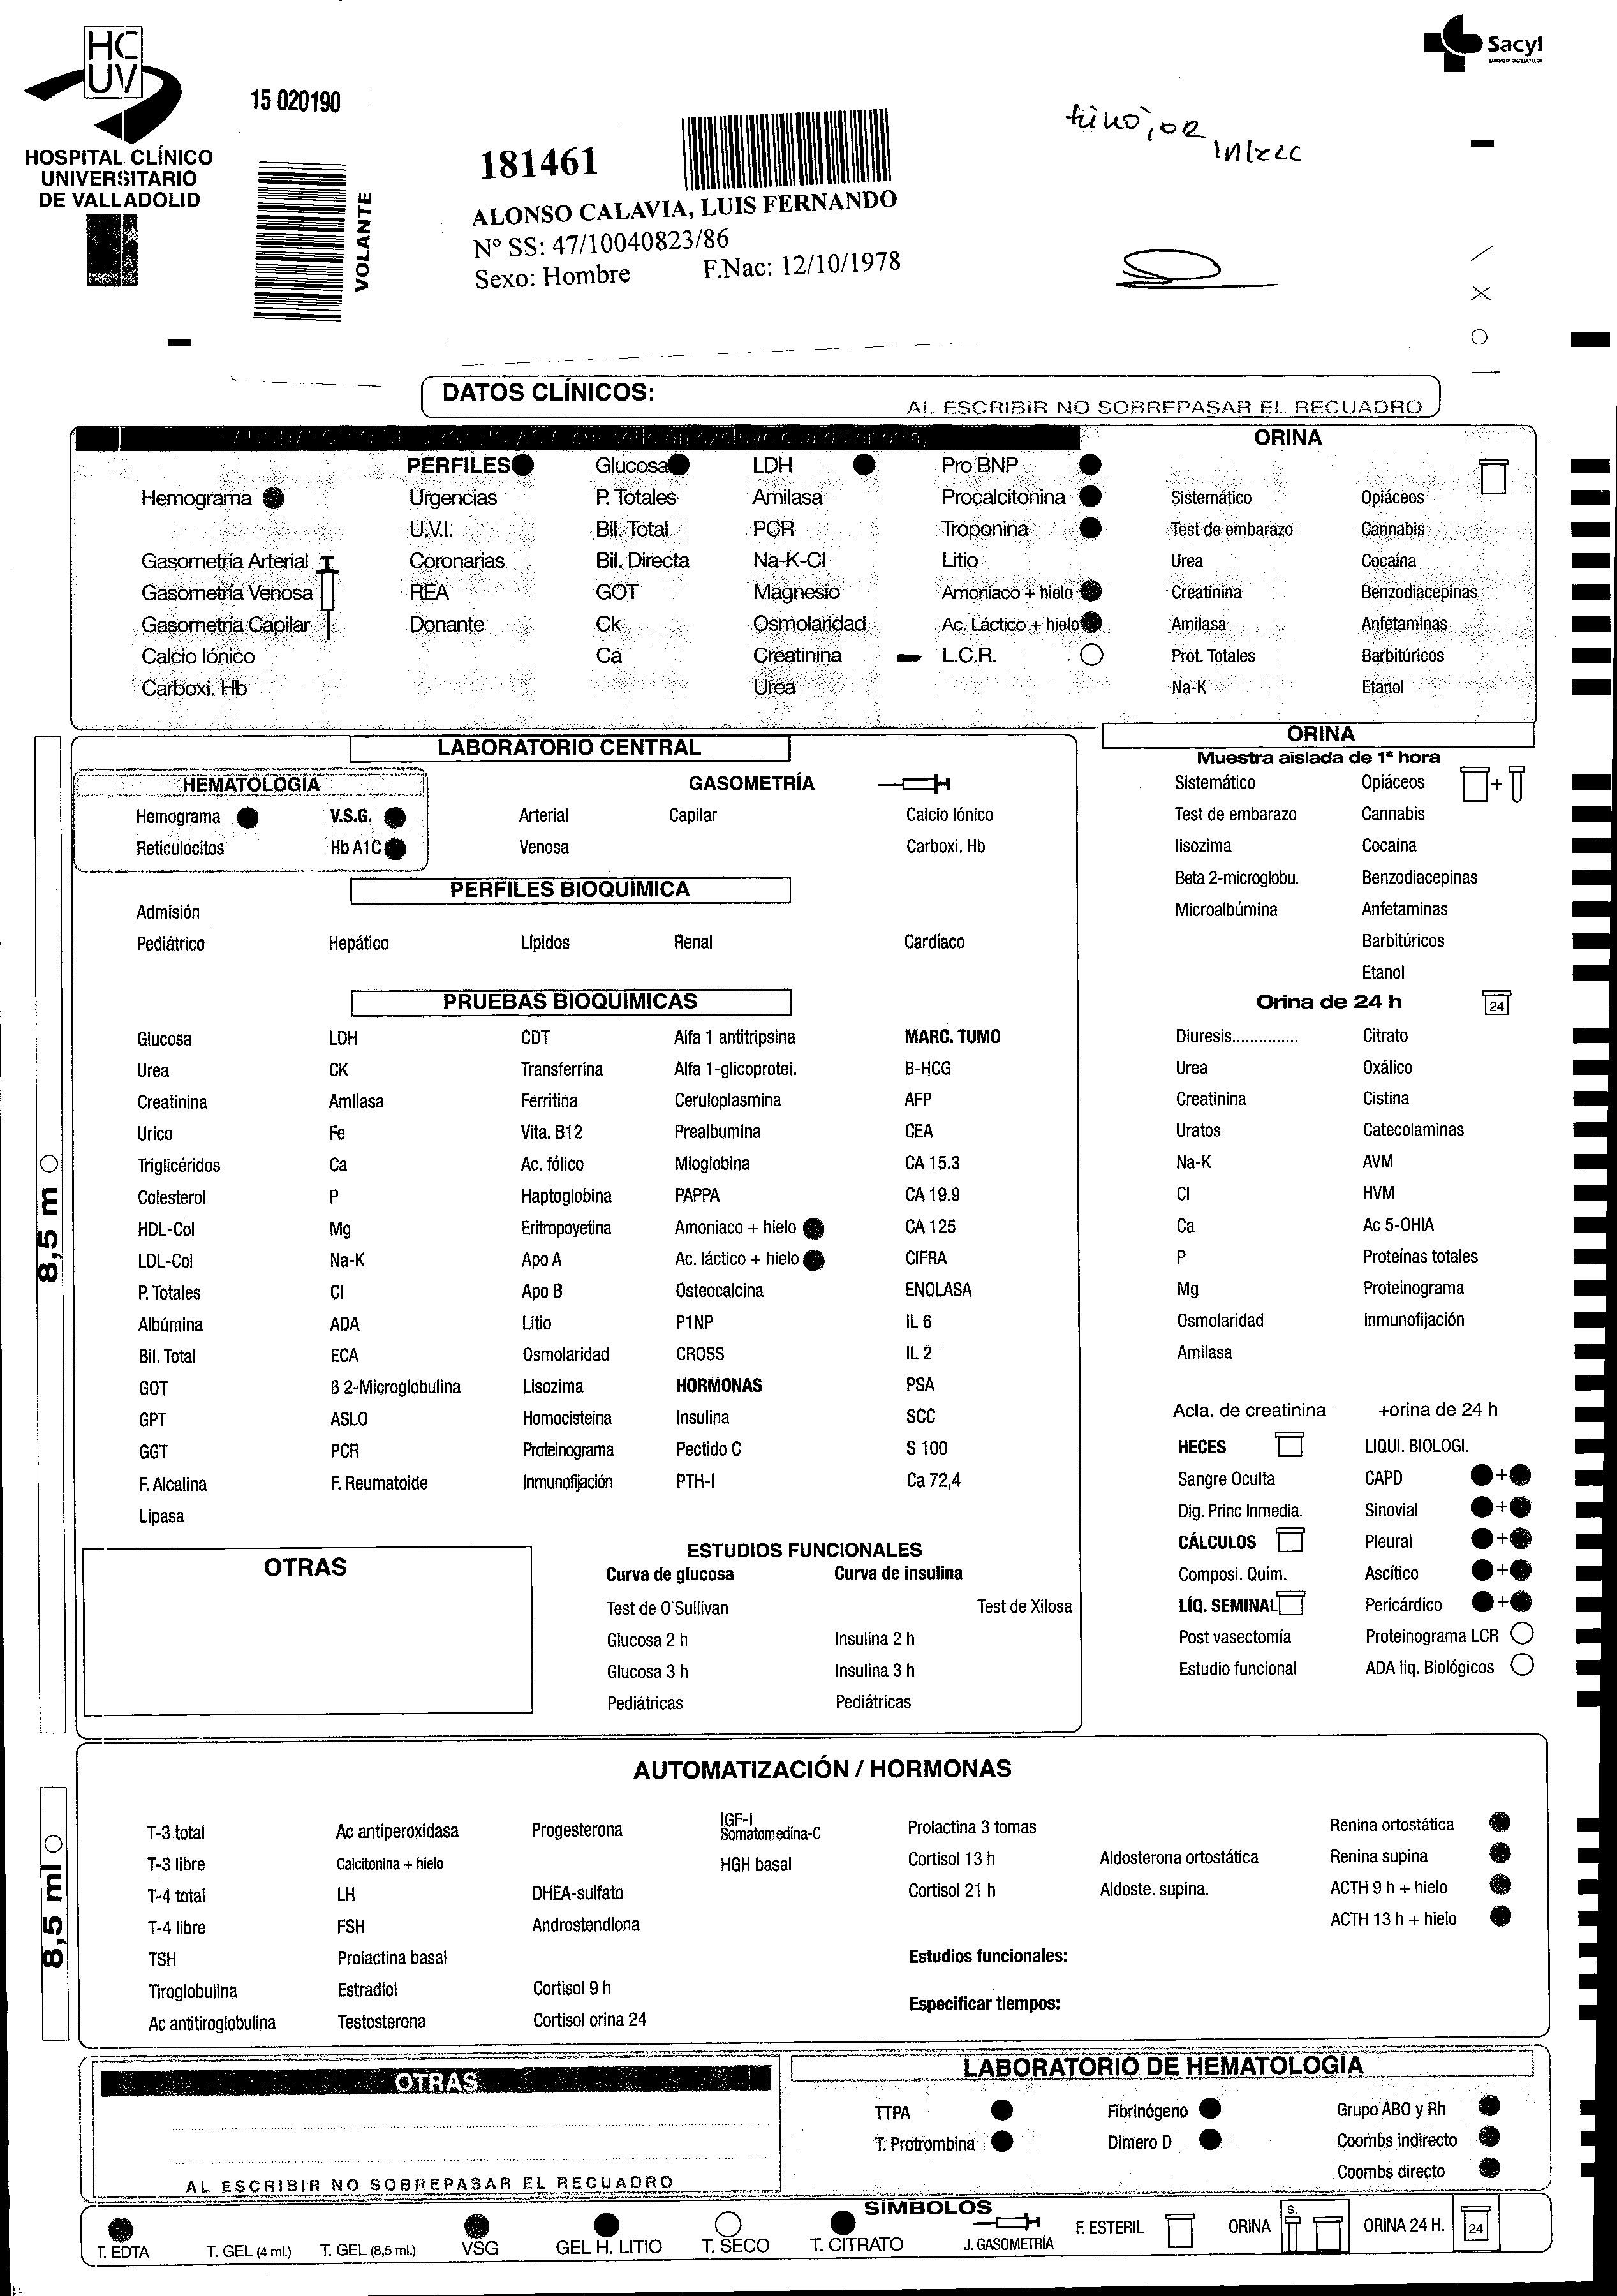 HC
UV
HOSPITAL CLÍNICO
UNIVERSITARIO
DE VALLADOLID
15 020190
VOLANTE
181461
ALONSO CALAVIA, LUIS FERNANDO
Nº SS: 47/10040823/86
Sexo: Hombre F.Nac: 12/10/1978
Sacyl
DATOS CLÍNICOS:
AL ESCRIBIR NO SOBREPASAR EL RECUADRO
PERFILES Glucosa LDH Pro BNP
Hemograma Urgencias P. Totales Amilasa Procalcitonina
U.V.I. Bil. Total PCR Troponina
Gasometría Arterial Coronarias Bil. Directa Na-K-Cl Litio
Gasometría Venosa REA GOT Magnesio Amoníaco + hielo
Gasometría Capilar Donante Ck Osmolaridad Ac. Láctico + hielo
Calcio Iónico Ca Creatinina L.C.R.
Carboxi. Hb Urea
ORINA
Sistemático Opiáceos
Test de embarazo Cannabis
Urea Cocaína
Creatinina Benzodiacepinas
Amilasa Anfetaminas
Prot. Totales Barbitúricos
Na-K Etanol
8,5 m
LABORATORIO CENTRAL
HEMATOLOGÍA
Hemograma V.S.G.
Reticulocitos Hb A1C
GASOMETRÍA
Arterial Capilar Calcio Iónico
Venosa Carboxi. Hb
PERFILES BIOQUÍMICA
Admisión
Pediátrico Hepático Lípidos Renal Cardíaco
PRUEBAS BIOQUÍMICAS
Glucosa LDH CDT Alfa 1 antitripsina MARC. TUMO
Urea CK Transferrina Alfa 1-glicoprotei. B-HCG
Creatinina Amilasa Ferritina Ceruloplasmina AFP
Urico Fe Vita. B12 Prealbumina CEA
Triglicéridos Ca Ac. fólico Mioglobina CA 15.3
Colesterol P Haptoglobina PAPPA CA 19.9
HDL-Col Mg Eritropoyetina Amoniaco + hielo CA 125
LDL-Col Na-K Apo A Ac. láctico + hielo CIFRA
P. Totales Cl Apo B Osteocalcina ENOLASA
Albúmina ADA Litio P1NP IL 6
Bil. Total ECA Osmolaridad CROSS IL 2
GOT ß 2-Microglobulina Lisozima HORMONAS PSA
GPT ASLO Homocisteina Insulina SCC
GGT PCR Proteinograma Pectido C S 100
F. Alcalina F. Reumatoide Inmunofijación PTH-I Ca 72,4
Lipasa
OTRAS
ESTUDIOS FUNCIONALES
Curva de glucosa Curva de insulina
Test de O`Sullivan Test de Xilosa
Glucosa 2 h Insulina 2 h
Glucosa 3 h Insulina 3 h
Pediátricas Pediátricas
ORINA
Muestra aislada de 1ª hora
Sistemático Opiáceos +
Test de embarazo Cannabis
lisozima Cocaína
Beta 2-microglobu. Benzodiacepinas
Microalbúmina Anfetaminas
Barbitúricos
Etanol
Orina de 24 h 24
Diuresis............... Citrato
Urea Oxálico
Creatinina Cistina
Uratos Catecolaminas
Na-K AVM
Cl HVM
Ca Ac 5-OHIA
P Proteínas totales
Mg Proteinograma
Osmolaridad Inmunofijación
Amilasa
Acla. de creatinina +orina de 24 h
HECES LIQUI. BIOLOGI.
Sangre Oculta CAPD +
Dig. Princ Inmedia. Sinovial +
CÁLCULOS Pleural +
Composi. Quím. Ascítico +
LÍQ. SEMINAL Pericárdico +
Post vasectomía Proteinograma LCR
Estudio funcional ADA liq. Biológicos
8,5 ml
AUTOMATIZACIÓN / HORMONAS
T-3 total Ac antiperoxidasa Progesterona IGF-I Somatomedina-C Prolactina 3 tomas Renina ortostática
T-3 libre Calcitonina + hielo HGH basal Cortisol 13 h Aldosterona ortostática Renina supina
T-4 total LH DHEA-sulfato Cortisol 21 h Aldoste. supina. ACTH 9 h + hielo
T-4 libre FSH Androstendiona ACTH 13 h + hielo
TSH Prolactina basal Estudios funcionales:
Tiroglobulina Estradiol Cortisol 9 h Especificar tiempos:
Ac antitiroglobulina Testosterona Cortisol orina 24
OTRAS
AL ESCRIBIR NO SOBREPASAR EL RECUADRO
LABORATORIO DE HEMATOLOGÍA
TTPA Fibrinógeno Grupo ABO y Rh
T. Protrombina Dimero D Coombs indirecto
Coombs directo
SÍMBOLOS
T. EDTA T. GEL (4 ml.) T. GEL (8,5 ml.) VSG GEL H. LITIO T. SECO T. CITRATO J. GASOMETRÍA F. ESTERIL ORINA S. ORINA 24 H. 24